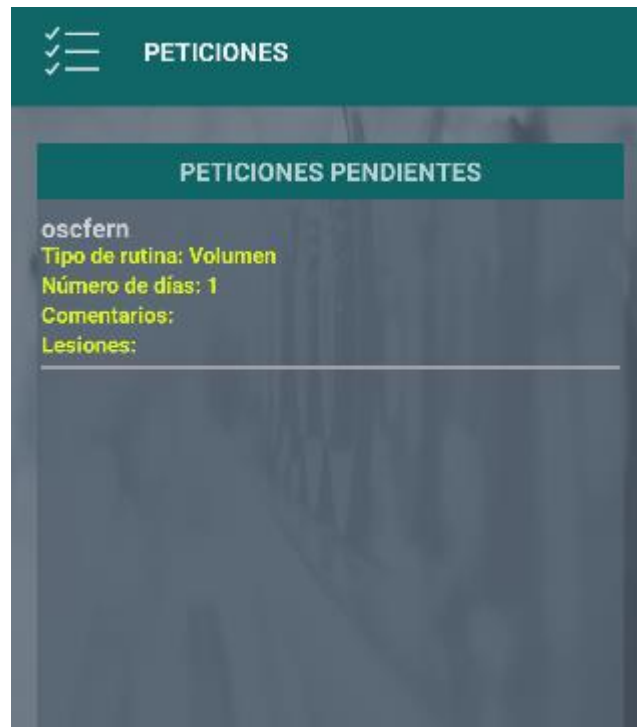 PETICIONES
PETICIONES PENDIENTES
oscfern
Tipo de rutina: Volumen
Número de días: 1
Comentarios:
Lesiones: